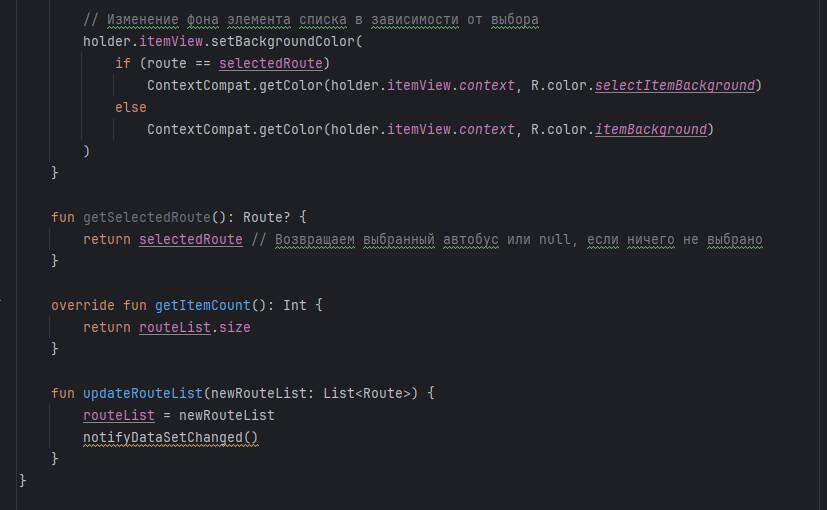 // Изменение фона элемента списка в зависимости от выбора
holder.itemView.setBackgroundColor(
if (route == selectedRoute)
ContextCompat.getColor(holder.itemView.context, R.color.selectItemBackground)
else
ContextCompat.getColor(holder.itemView.context, R.color.itemBackground)
)
}
fun getSelectedRoute(): Route? {
return selectedRoute // Возвращаем выбранный автобус или null, если ничего не выбрано
}
override fun getItemCount(): Int {
return routeList.size
}
fun updateRouteList(newRouteList: List<Route>) {
routeList = newRouteList
notifyDataSetChanged()
}
}